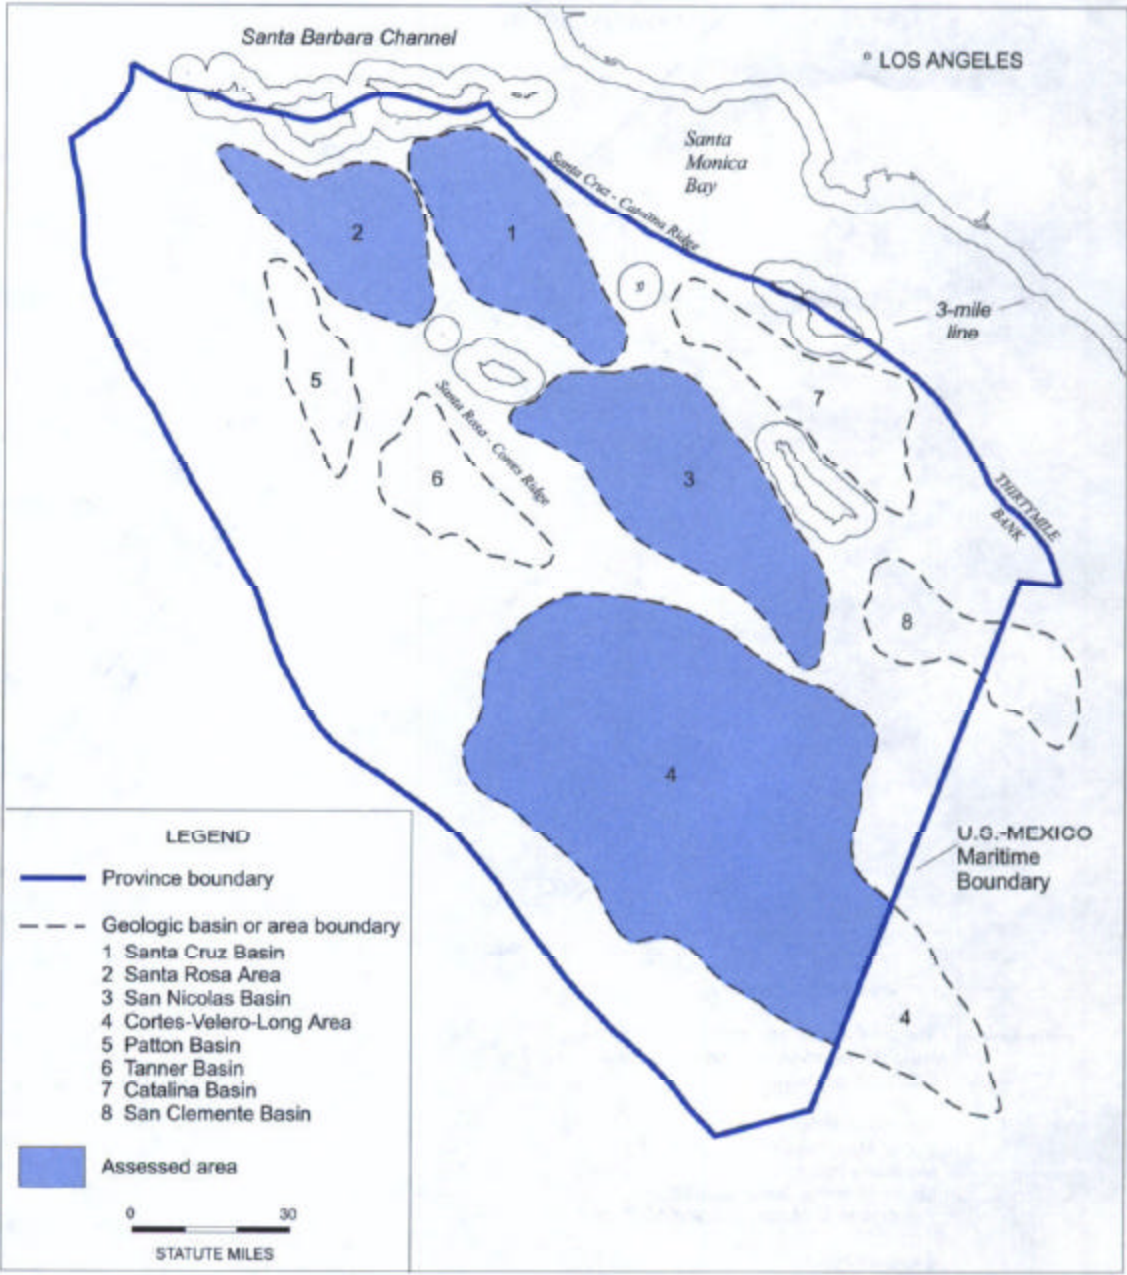 Santa Barbara Channel
LOS ANGELES
Santa
Monica
Bay
Santa Cruz - Catalina Ridge
2
1
3-mile
line
5
7
Santa Rosa - Cortes Ridge
6
3
THIRTYMILE
BANK
8
4
U.S.-MEXICO
Maritime
Boundary
4
LEGEND
Province boundary
Geologic basin or area boundary
1 Santa Cruz Basin
2 Santa Rosa Area
3 San Nicolas Basin
4 Cortes-Velero-Long Area
5 Patton Basin
6 Tanner Basin
7 Catalina Basin
8 San Clemente Basin
Assessed area
0 30
STATUTE MILES